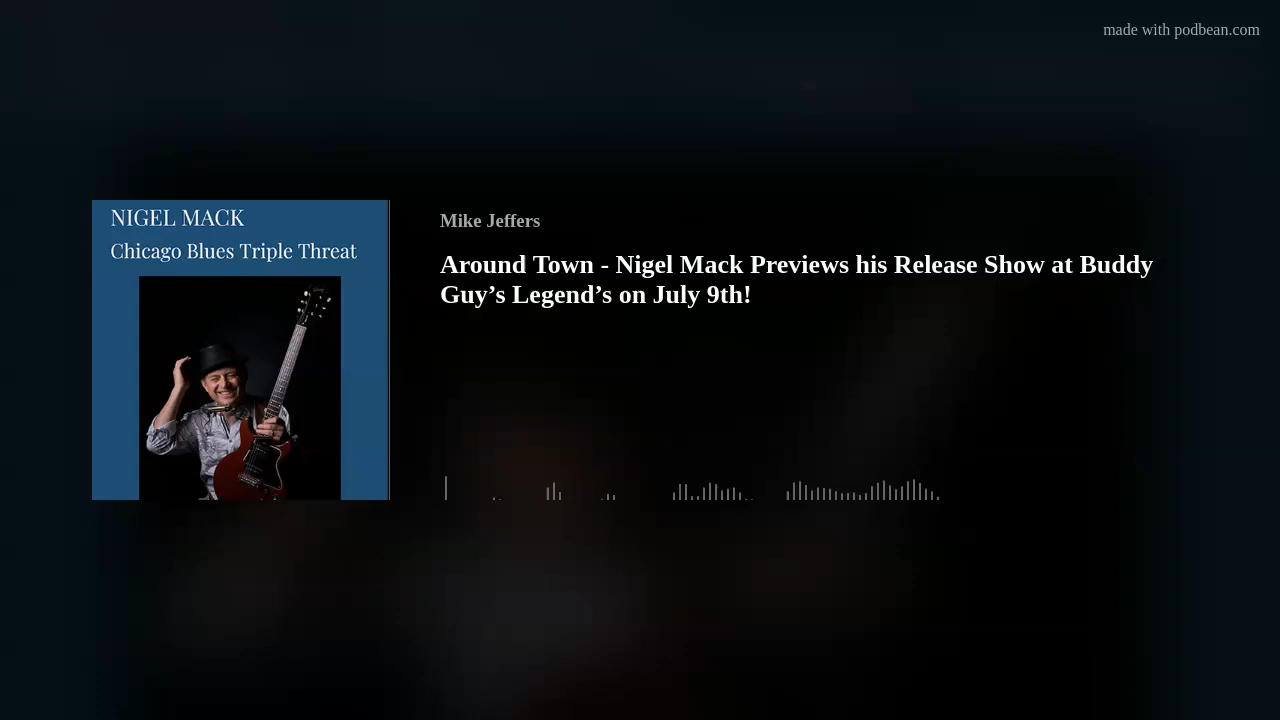 made with podbean.com
NIGEL MACK
Chicago Blues Triple Threat
Mike Jeffers
Around Town - Nigel Mack Previews his Release Show at Buddy
Guy’s Legend’s on July 9th!